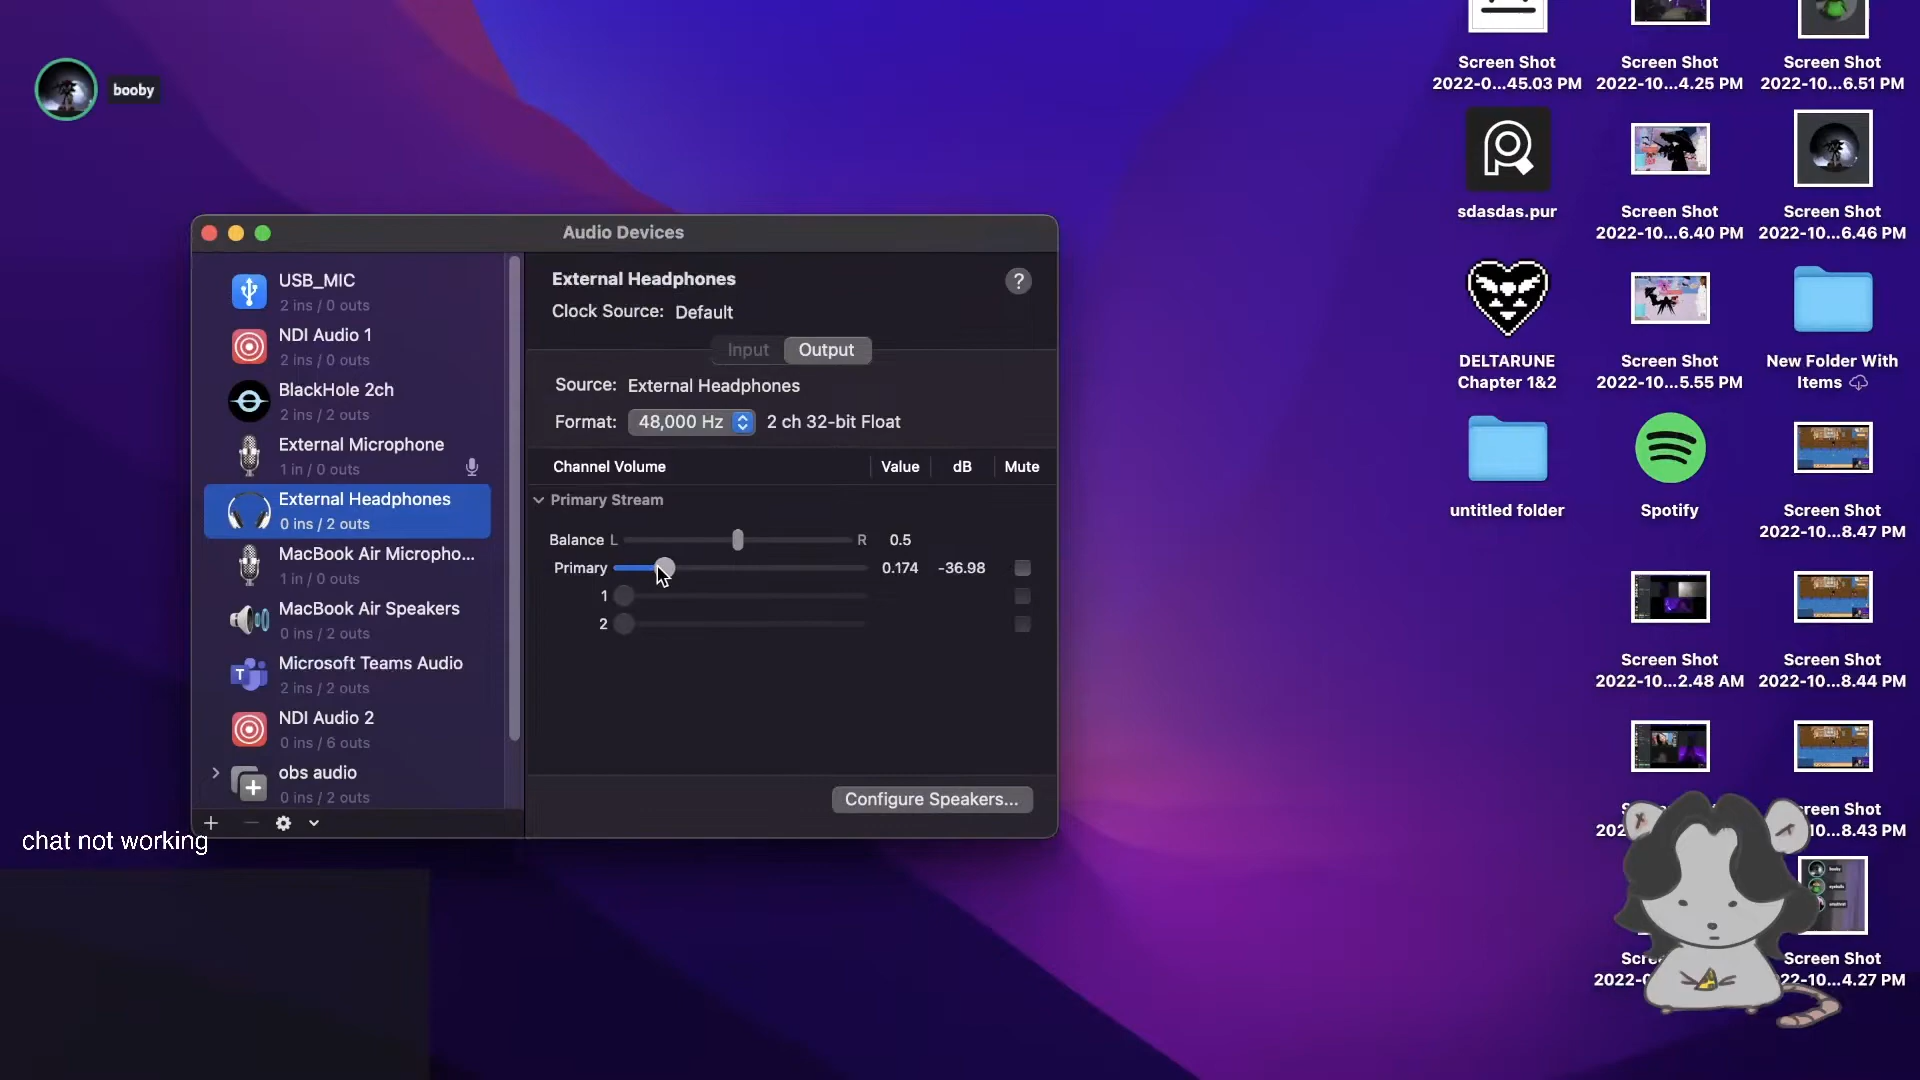 booby
Audio Devices
USB_MIC
2 ins / 0 outs
NDI Audio 1
2 ins / 0 outs
BlackHole 2ch
2 ins / 2 outs
External Microphone
1 in / 0 outs
External Headphones
0 ins / 2 outs
MacBook Air Micropho...
1 in / 0 outs
MacBook Air Speakers
0 ins / 2 outs
Microsoft Teams Audio
2 ins / 2 outs
NDI Audio 2
0 ins / 6 outs
obs audio
0 ins / 2 outs
External Headphones
?
Clock Source: Default
Input Output
Source: External Headphones
Format: 48,000 Hz 2 ch 32-bit Float
Channel Volume Value dB Mute
Primary Stream
Balance L R 0.5
Primary 0.174 -36.98
1
2
Configure Speakers...
chat not working
Screen Shot
2022-0...45.03 PM
Screen Shot
2022-10...4.25 PM
Screen Shot
2022-10...6.51 PM
sdasdas.pur
Screen Shot
2022-10...6.40 PM
Screen Shot
2022-10...6.46 PM
DELTARUNE
Chapter 1&2
Screen Shot
2022-10...5.55 PM
New Folder With
Items
untitled folder
Spotify
Screen Shot
2022-10...8.47 PM
Screen Shot
2022-10...2.48 AM
Screen Shot
2022-10...8.44 PM
Shot
10...8.43 PM
Screen Shot
22-10...4.27 PM